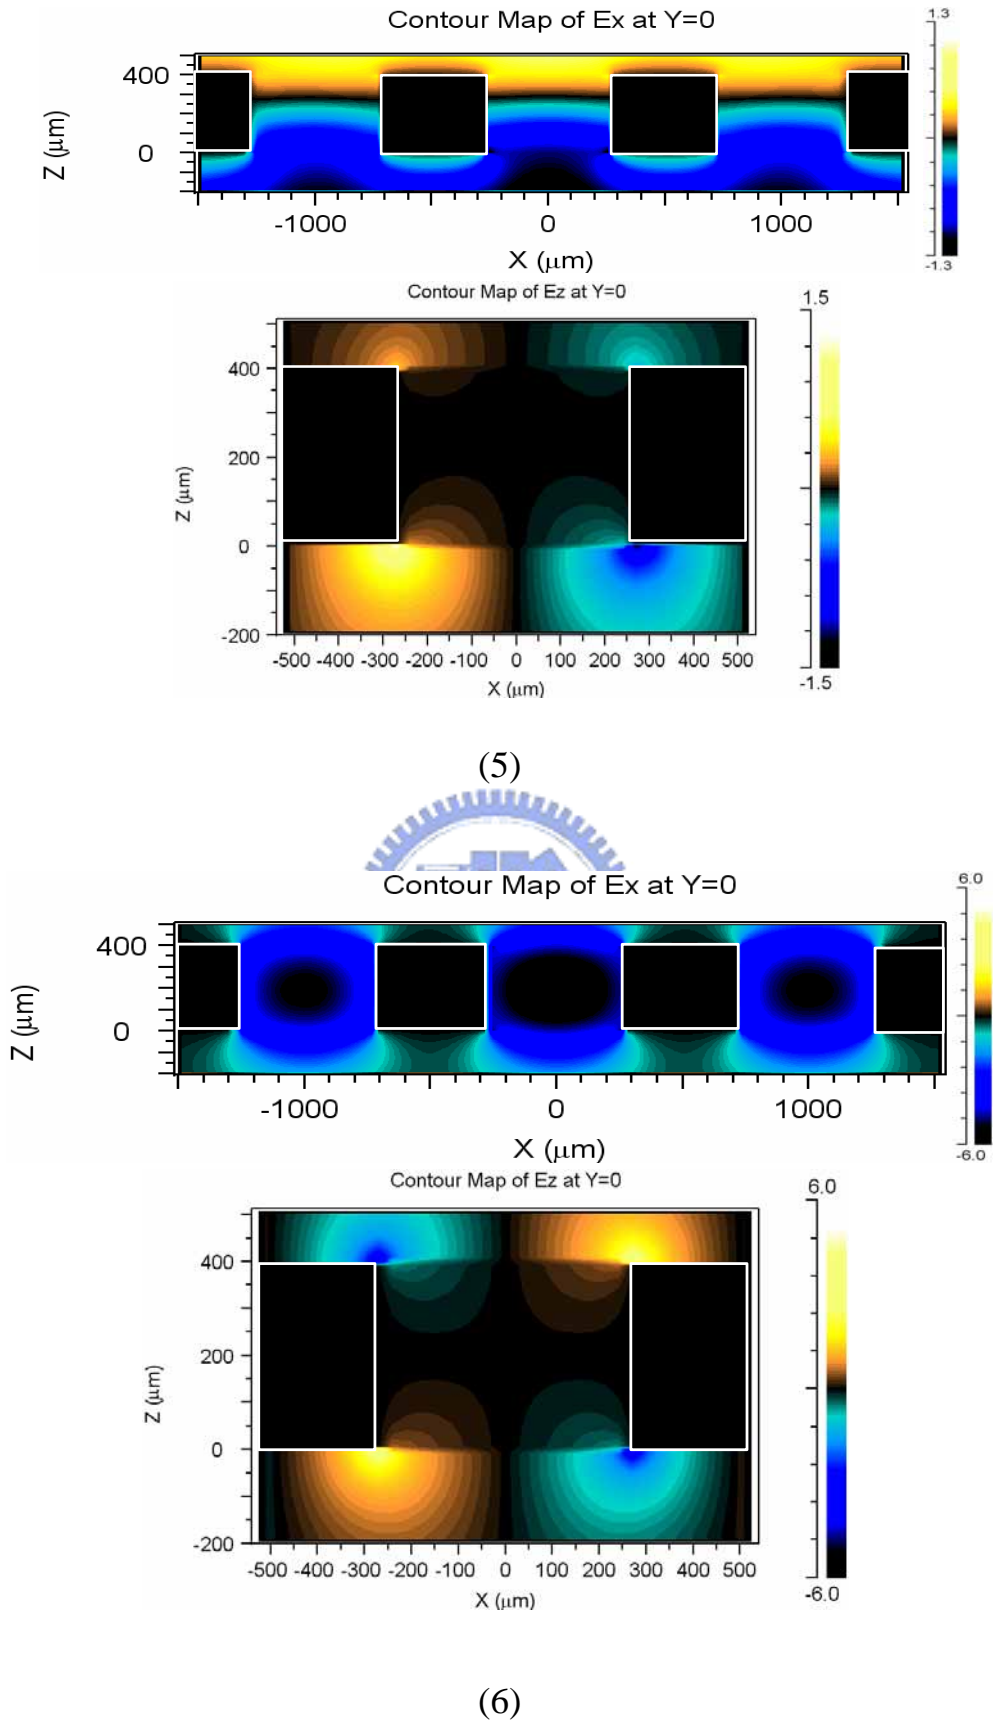 Contour Map of Ex at Y=0
1.3
400
0
Z (μm)
-1000 0 1000
X (μm)
-1.3
Contour Map of Ez at Y=0
1.5
400
200
0
-200
Z (μm)
-500 -400 -300 -200 -100 0 100 200 300 400 500
X (μm)
-1.5
(5)
Contour Map of Ex at Y=0
6.0
400
0
Z (μm)
-1000 0 1000
X (μm)
-6.0
Contour Map of Ez at Y=0
6.0
400
200
0
-200
Z (μm)
-500 -400 -300 -200 -100 0 100 200 300 400 500
X (μm)
-6.0
(6)